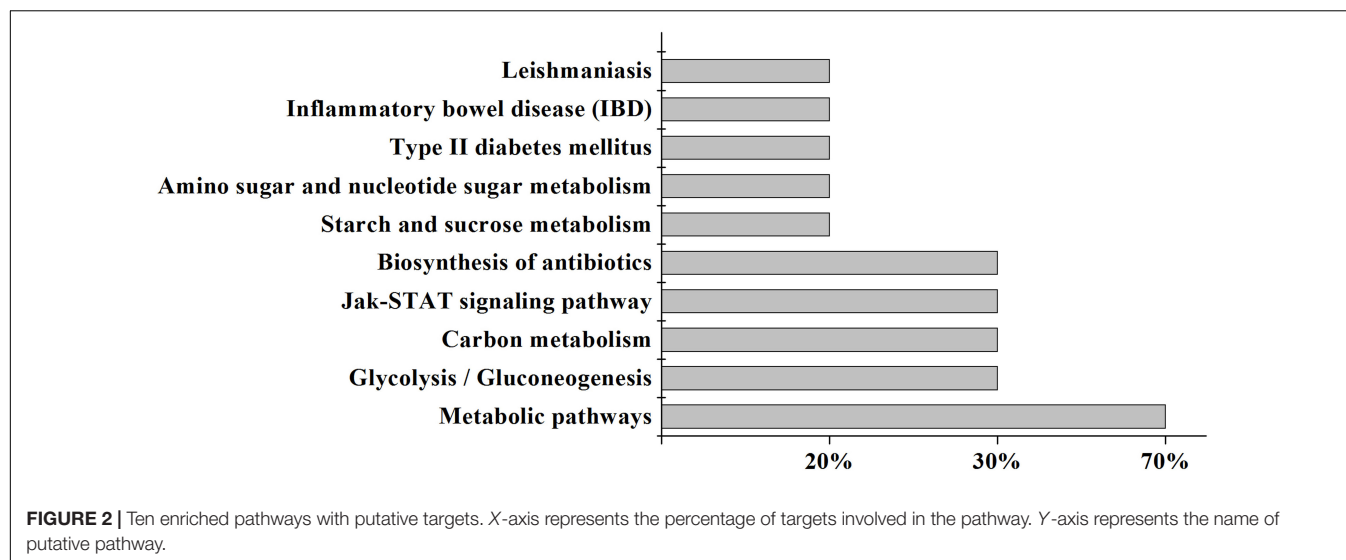 Leishmaniasis
Inflammatory bowel disease (IBD)
Type II diabetes mellitus
Amino sugar and nucleotide sugar metabolism
Starch and sucrose metabolism
Biosynthesis of antibiotics
Jak-STAT signaling pathway
Carbon metabolism
Glycolysis / Gluconeogenesis
Metabolic pathways
20% 30% 70%
FIGURE 2 | Ten enriched pathways with putative targets. X-axis represents the percentage of targets involved in the pathway. Y-axis represents the name of
putative pathway.